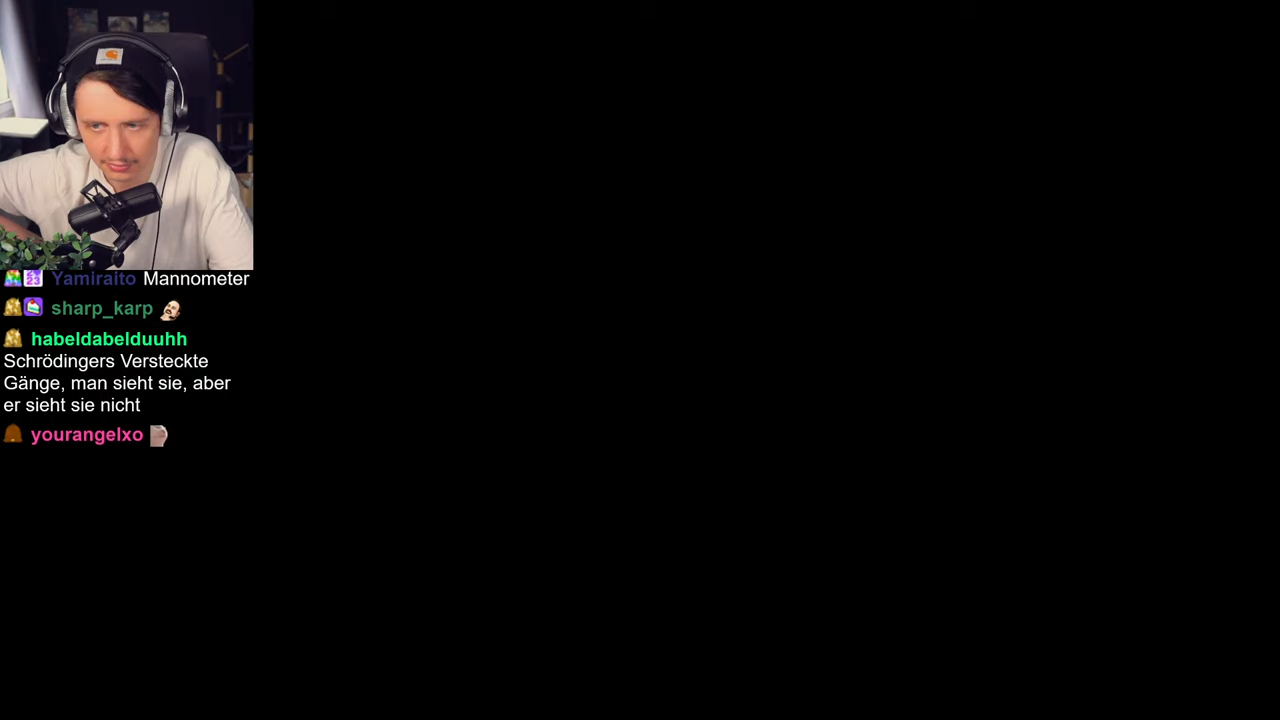 Yamiraito Mannometer
sharp_karp
habeldabelduuhh
Schrödingers Versteckte
Gänge, man sieht sie, aber
er sieht sie nicht
yourangelxo